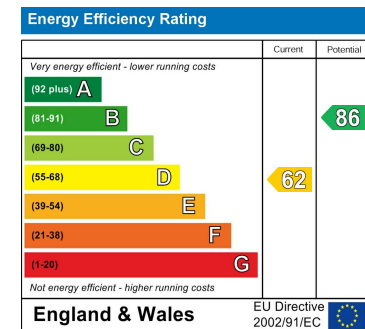 Energy Efficiency Rating
Current Potential
Very energy efficient - lower running costs
(92 plus) A
(81-91) B
86
(69-80) C
(55-68) D
62
(39-54) E
(21-38) F
(1-20) G
Not energy efficient - higher running costs
England & Wales
EU Directive
2002/91/EC